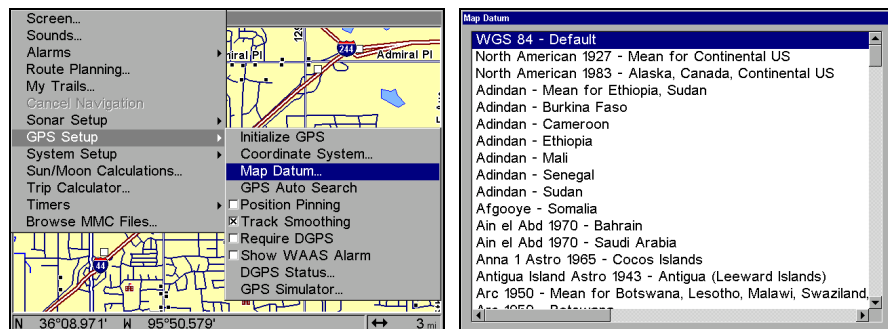 Screen...
Sounds...
Alarms
Route Planning...
My Trails...
Cancel Navigation
Sonar Setup
GPS Setup
System Setup
Sun/Moon Calculations...
Trip Calculator...
Timers
Browse MMC Files...
Initialize GPS
Coordinate System...
Map Datum...
GPS Auto Search
Position Pinning
Track Smoothing
Require DGPS
Show WAAS Alarm
DGPS Status...
GPS Simulator...
129
244
miral Pl
Admiral Pl
44
N 36°08.971' W 95°50.579'
3 mi
Map Datum
WGS 84 - Default
North American 1927 - Mean for Continental US
North American 1983 - Alaska, Canada, Continental US
Adindan - Mean for Ethiopia, Sudan
Adindan - Burkina Faso
Adindan - Cameroon
Adindan - Ethiopia
Adindan - Mali
Adindan - Senegal
Adindan - Sudan
Afgooye - Somalia
Ain el Abd 1970 - Bahrain
Ain el Abd 1970 - Saudi Arabia
Anna 1 Astro 1965 - Cocos Islands
Antigua Island Astro 1943 - Antigua (Leeward Islands)
Arc 1950 - Mean for Botswana, Lesotho, Malawi, Swaziland,